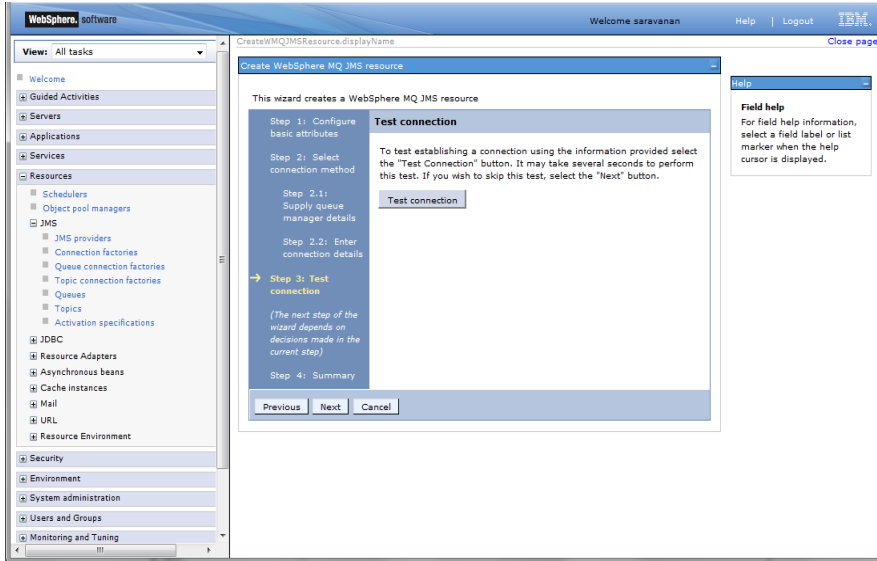 WebSphere. software
Welcome saravanan
Help | Logout
IBM.
View: All tasks
Welcome
Guided Activities
Servers
Applications
Services
Resources
Schedulers
Object pool managers
JMS
JMS providers
Connection factories
Queue connection factories
Topic connection factories
Queues
Topics
Activation specifications
JDBC
Resource Adapters
Asynchronous beans
Cache instances
Mail
URL
Resource Environment
Security
Environment
System administration
Users and Groups
Monitoring and Tuning
CreateWMQJMSResource.displayName
Close page
Create WebSphere MQ JMS resource
This wizard creates a WebSphere MQ JMS resource
Step 1: Configure
basic attributes
Step 2: Select
connection method
Step 2.1:
Supply queue
manager details
Step 2.2: Enter
connection details
Step 3: Test
connection
(The next step of the
wizard depends on
decisions made in the
current step)
Step 4: Summary
Test connection
To test establishing a connection using the information provided select
the "Test Connection" button. It may take several seconds to perform
this test. If you wish to skip this test, select the "Next" button.
Test connection
Previous
Next
Cancel
Help
Field help
For field help information,
select a field label or list
marker when the help
cursor is displayed.